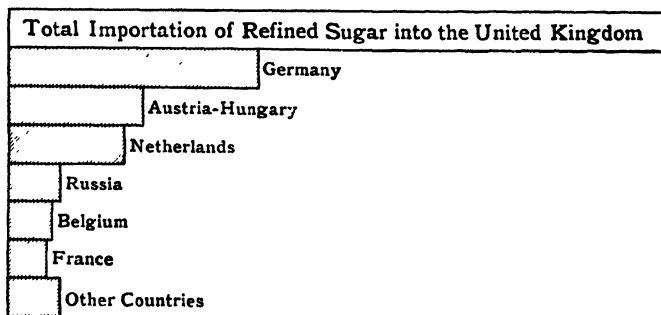 Total Importation of Refined Sugar into the United Kingdom
Germany
Austria-Hungary
Netherlands
Russia
Belgium
France
Other Countries